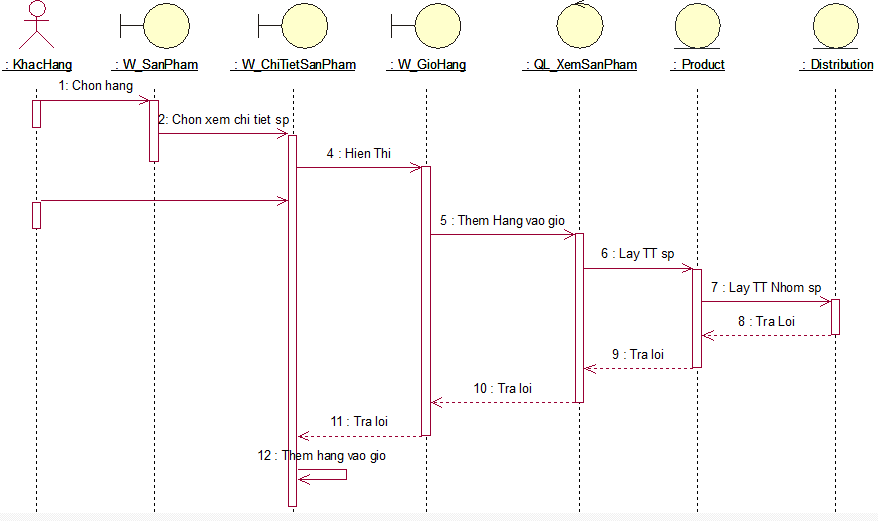 : KhacHang
: W_SanPham
: W_ChiTietSanPham
: W_GioHang
: QL_XemSanPham
: Product
: Distribution
1: Chon hang
2: Chon xem chi tiet sp
4 : Hien Thi
5 : Them Hang vao gio
6 : Lay TT sp
7 : Lay TT Nhom sp
8 : Tra Loi
9 : Tra loi
10 : Tra loi
11 : Tra loi
12 : Them hang vao gio